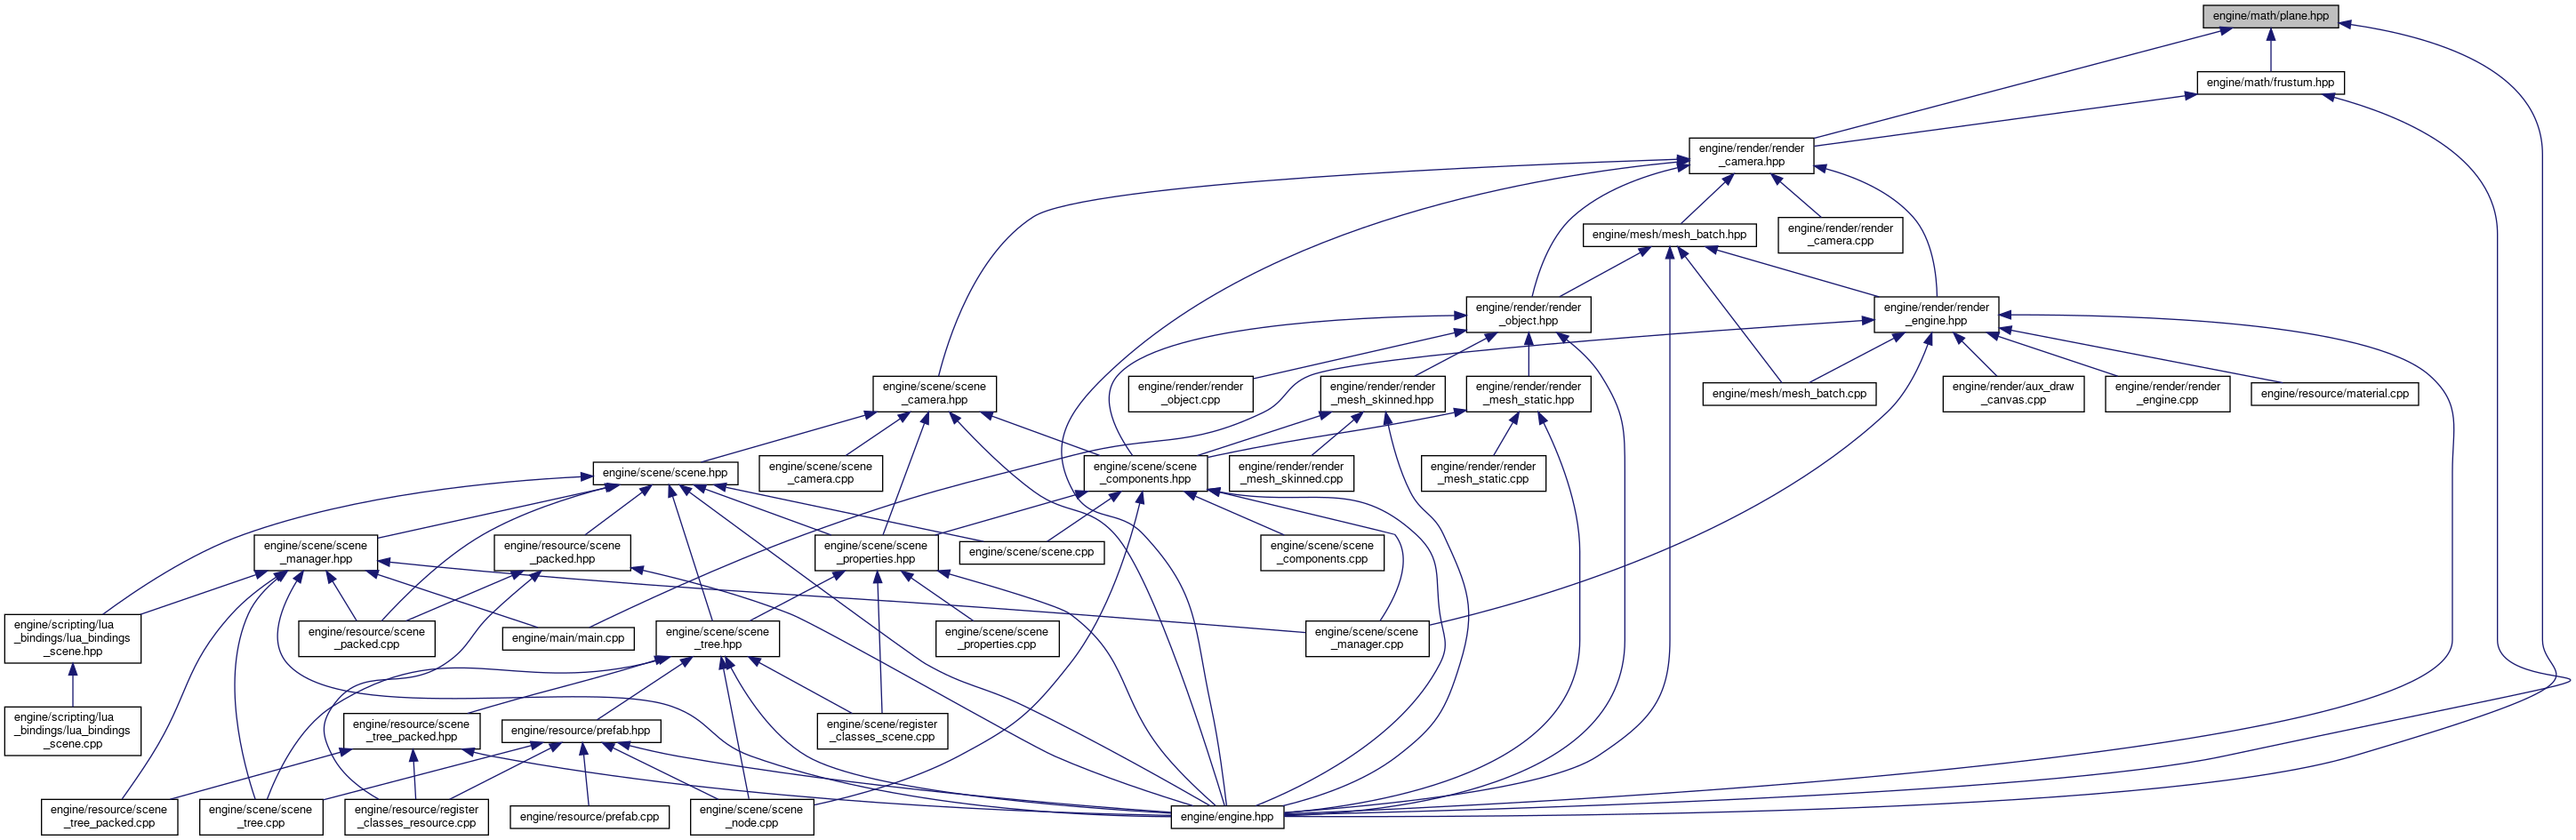 engine/math/plane.hpp
engine/math/frustum.hpp
engine/render/render
_camera.hpp
engine/mesh/mesh_batch.hpp
engine/render/render
_camera.cpp
engine/render/render
_object.hpp
engine/render/render
_engine.hpp
engine/scene/scene
_camera.hpp
engine/render/render
_object.cpp
engine/render/render
_mesh_skinned.hpp
engine/render/render
_mesh_static.hpp
engine/mesh/mesh_batch.cpp
engine/render/aux_draw
_canvas.cpp
engine/render/render
_engine.cpp
engine/resource/material.cpp
engine/scene/scene.hpp
engine/scene/scene
_camera.cpp
engine/scene/scene
_components.hpp
engine/render/render
_mesh_skinned.cpp
engine/render/render
_mesh_static.cpp
engine/scene/scene
_manager.hpp
engine/resource/scene
_packed.hpp
engine/scene/scene
_properties.hpp
engine/scene/scene.cpp
engine/scene/scene
_components.cpp
engine/scripting/lua
_bindings/lua_bindings
_scene.hpp
engine/resource/scene
_packed.cpp
engine/main/main.cpp
engine/scene/scene
_tree.hpp
engine/scene/scene
_properties.cpp
engine/scene/scene
_manager.cpp
engine/scripting/lua
_bindings/lua_bindings
_scene.cpp
engine/resource/scene
_tree_packed.hpp
engine/resource/prefab.hpp
engine/scene/register
_classes_scene.cpp
engine/resource/scene
_tree_packed.cpp
engine/scene/scene
_tree.cpp
engine/resource/register
_classes_resource.cpp
engine/resource/prefab.cpp
engine/scene/scene
_node.cpp
engine/engine.hpp